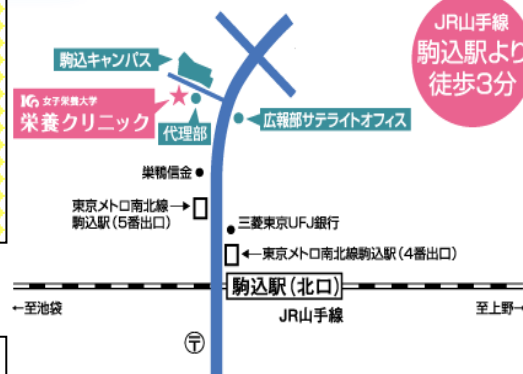 JR山手線
駒込駅より
徒歩3分
駒込キャンパス
女子栄養大学
栄養クリニック
代理部
広報部サテライトオフィス
巣鴨信金
東京メトロ南北線→
駒込駅(5番出口)
三菱東京UFJ銀行
←東京メトロ南北線駒込駅(4番出口)
駒込駅(北口)
←至池袋
JR山手線
至上野→
〒